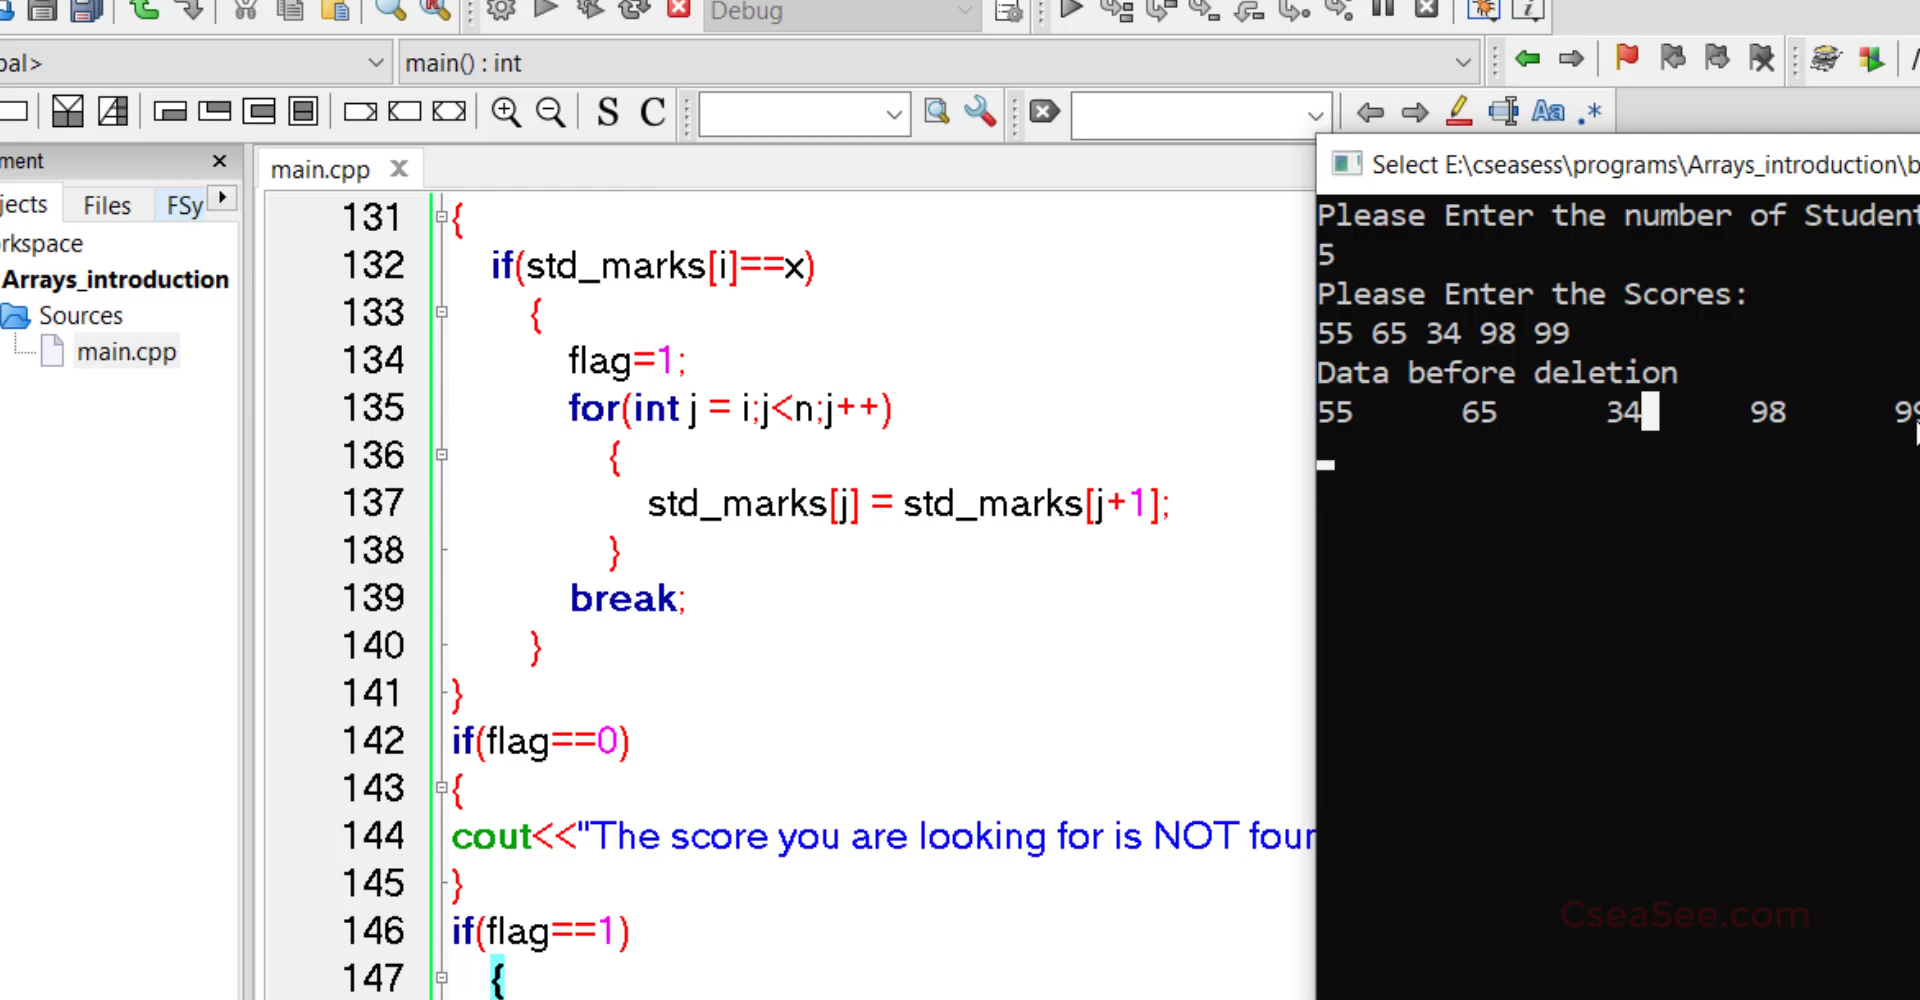 Debug
bal>
main() : int
S C
Aa .*
ment
main.cpp
jects Files FSy
rkspace
Arrays_introduction
Sources
main.cpp
131 {
132 if(std_marks[i]==x)
133 {
134 flag=1;
135 for(int j = i;j<n;j++)
136 {
137 std_marks[j] = std_marks[j+1];
138 }
139 break;
140 }
141 }
142 if(flag==0)
143 {
144 cout<<"The score you are looking for is NOT four
145 }
146 if(flag==1)
147 {
Select E:\cseasess\programs\Arrays_introduction\b
Please Enter the number of Student
5
Please Enter the Scores:
55 65 34 98 99
Data before deletion
55 65 34 98 99
CseaSee.com